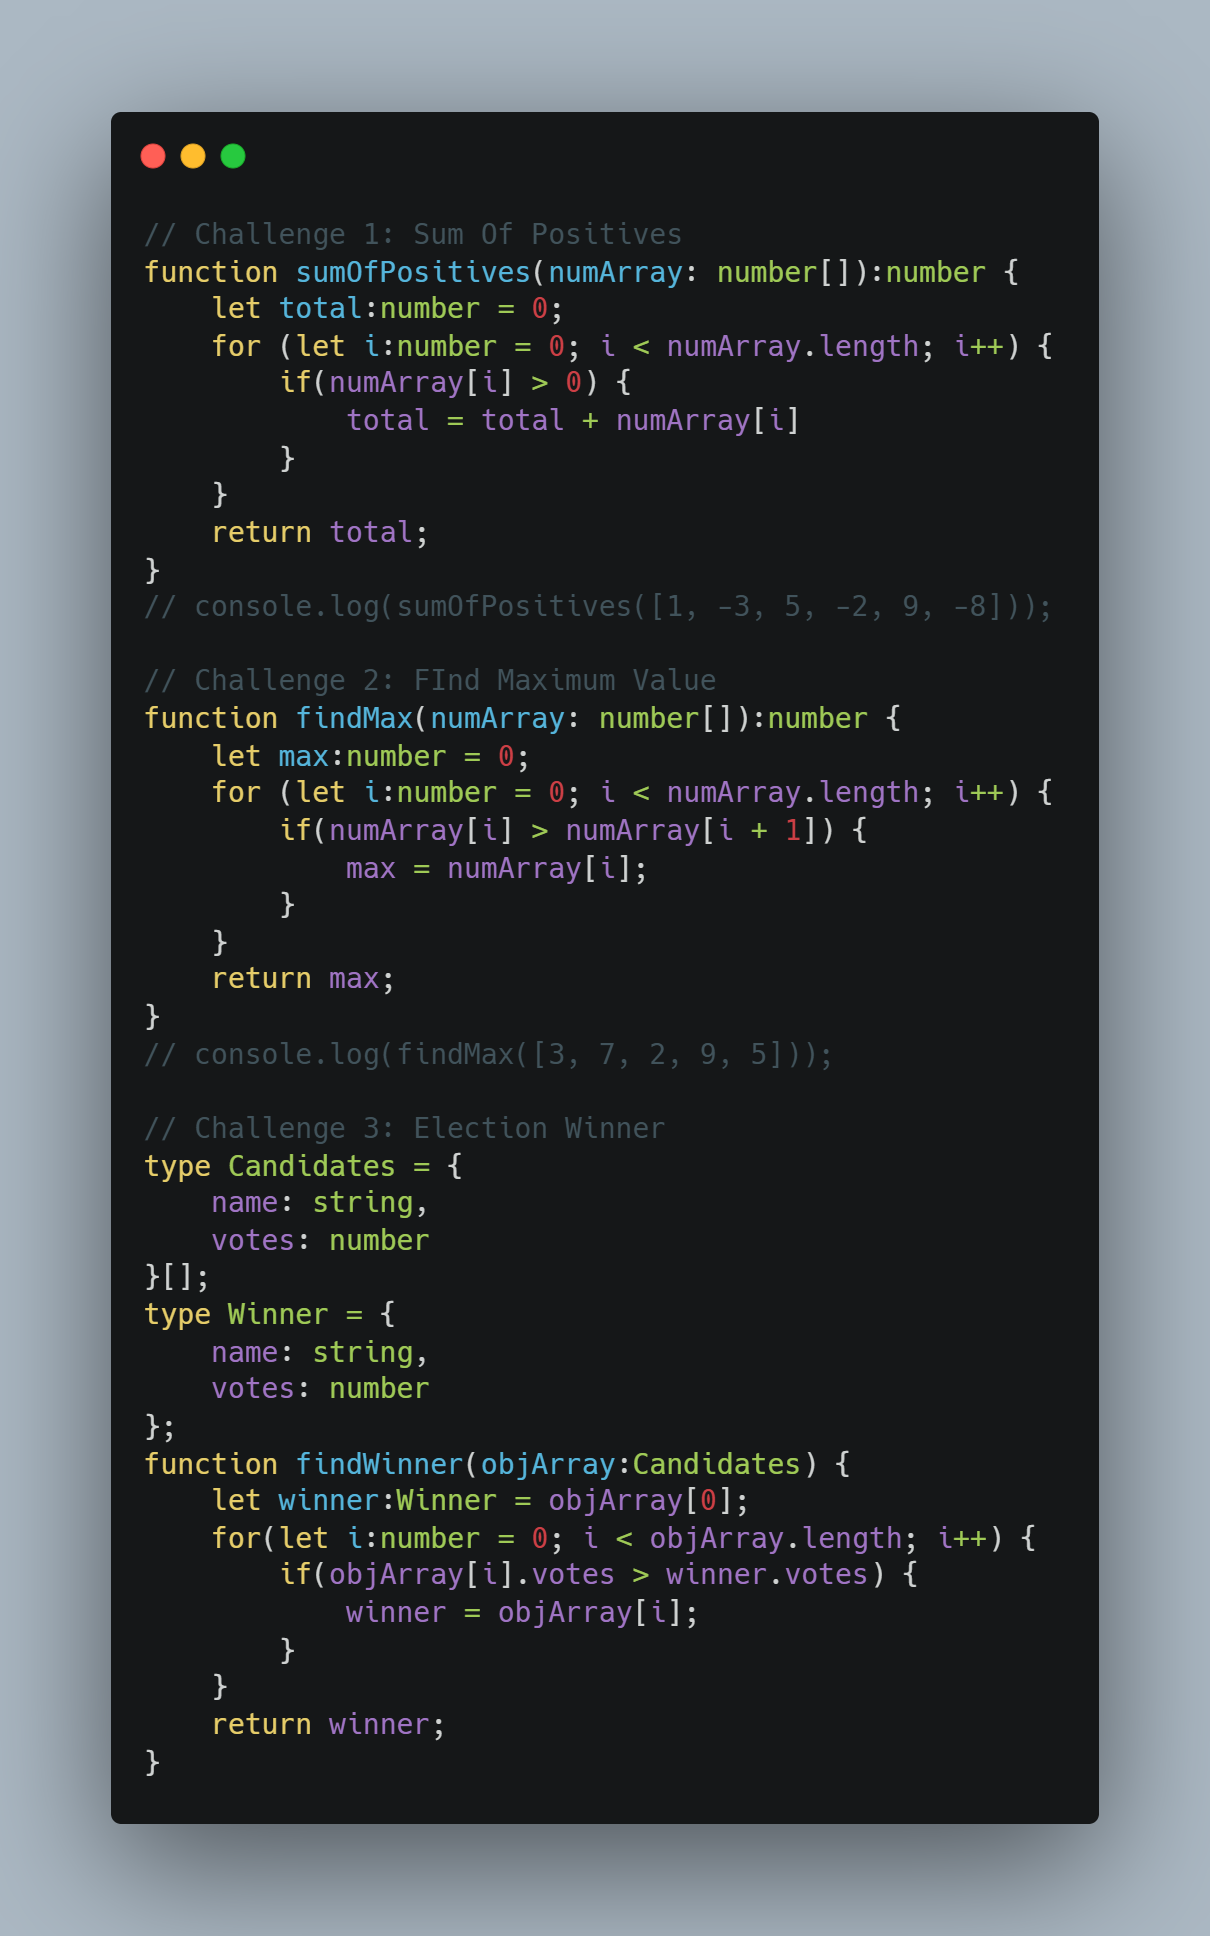 // Challenge 1: Sum Of Positives
function sumOfPositives(numArray: number[]):number {
    let total:number = 0;
    for (let i:number = 0; i < numArray.length; i++) {
        if(numArray[i] > 0) {
            total = total + numArray[i]
        }
    }
    return total;
}
// console.log(sumOfPositives([1, -3, 5, -2, 9, -8]));

// Challenge 2: FInd Maximum Value
function findMax(numArray: number[]):number {
    let max:number = 0;
    for (let i:number = 0; i < numArray.length; i++) {
        if(numArray[i] > numArray[i + 1]) {
            max = numArray[i];
        }
    }
    return max;
}
// console.log(findMax([3, 7, 2, 9, 5]));

// Challenge 3: Election Winner
type Candidates = {
    name: string,
    votes: number
}[];
type Winner = {
    name: string,
    votes: number
};
function findWinner(objArray:Candidates) {
    let winner:Winner = objArray[0];
    for(let i:number = 0; i < objArray.length; i++) {
        if(objArray[i].votes > winner.votes) {
            winner = objArray[i];
        }
    }
    return winner;
}